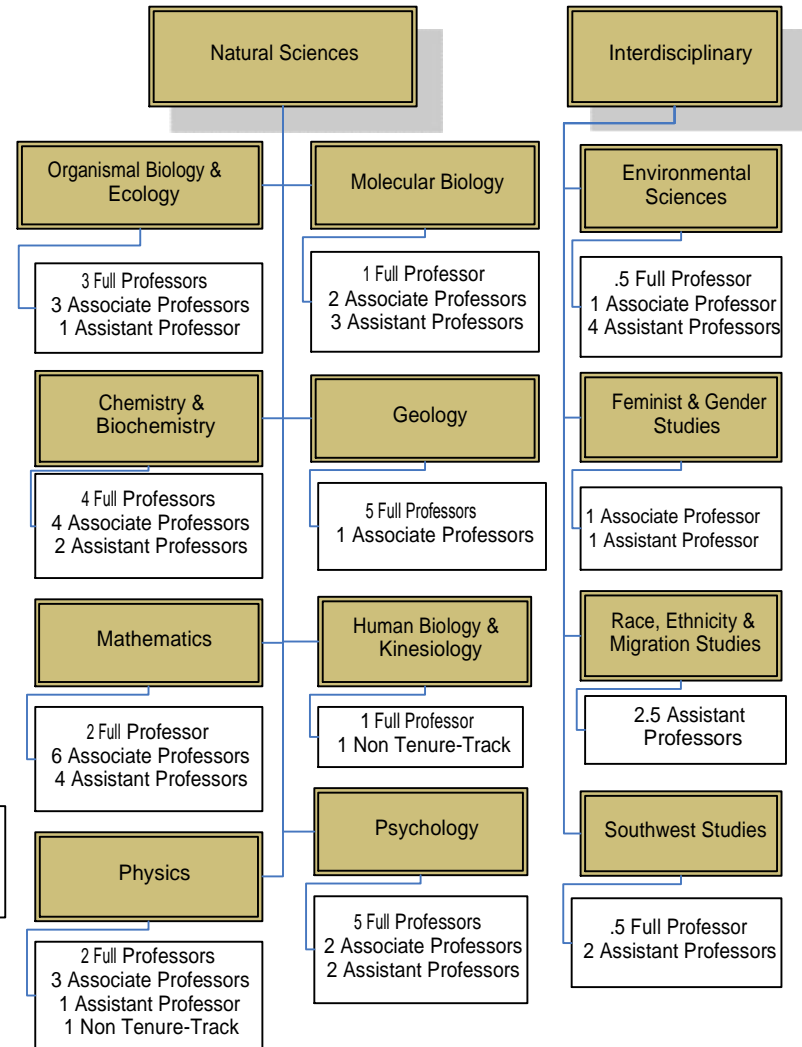 Natural Sciences
Organismal Biology &
Ecology
3 Full Professors
3 Associate Professors
1 Assistant Professor
Molecular Biology
1 Full Professor
2 Associate Professors
3 Assistant Professors
Chemistry &
Biochemistry
4 Full Professors
4 Associate Professors
2 Assistant Professors
Geology
5 Full Professors
1 Associate Professors
Mathematics
2 Full Professor
6 Associate Professors
4 Assistant Professors
Human Biology &
Kinesiology
1 Full Professor
1 Non Tenure-Track
Physics
2 Full Professors
3 Associate Professors
1 Assistant Professor
1 Non Tenure-Track
Psychology
5 Full Professors
2 Associate Professors
2 Assistant Professors
Interdisciplinary
Environmental
Sciences
.5 Full Professor
1 Associate Professor
4 Assistant Professors
Feminist & Gender
Studies
1 Associate Professor
1 Assistant Professor
Race, Ethnicity &
Migration Studies
2.5 Assistant
Professors
Southwest Studies
.5 Full Professor
2 Assistant Professors